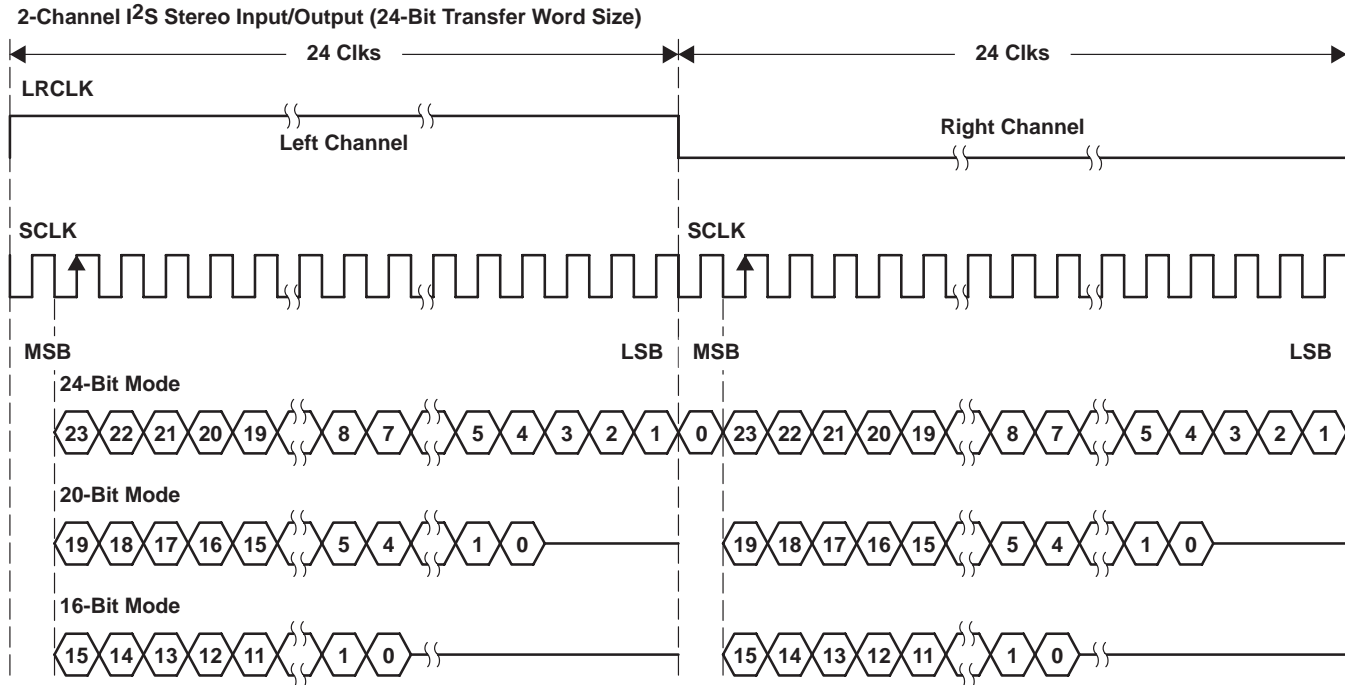 2-Channel I2S Stereo Input/Output (24-Bit Transfer Word Size)
24 Clks 24 Clks
LRCLK
Left Channel Right Channel
SCLK SCLK
MSB LSB MSB LSB
24-Bit Mode
23 22 21 20 19 8 7 5 4 3 2 1 0 23 22 21 20 19 8 7 5 4 3 2 1
20-Bit Mode
19 18 17 16 15 5 4 1 0 19 18 17 16 15 5 4 1 0
16-Bit Mode
15 14 13 12 11 1 0 15 14 13 12 11 1 0